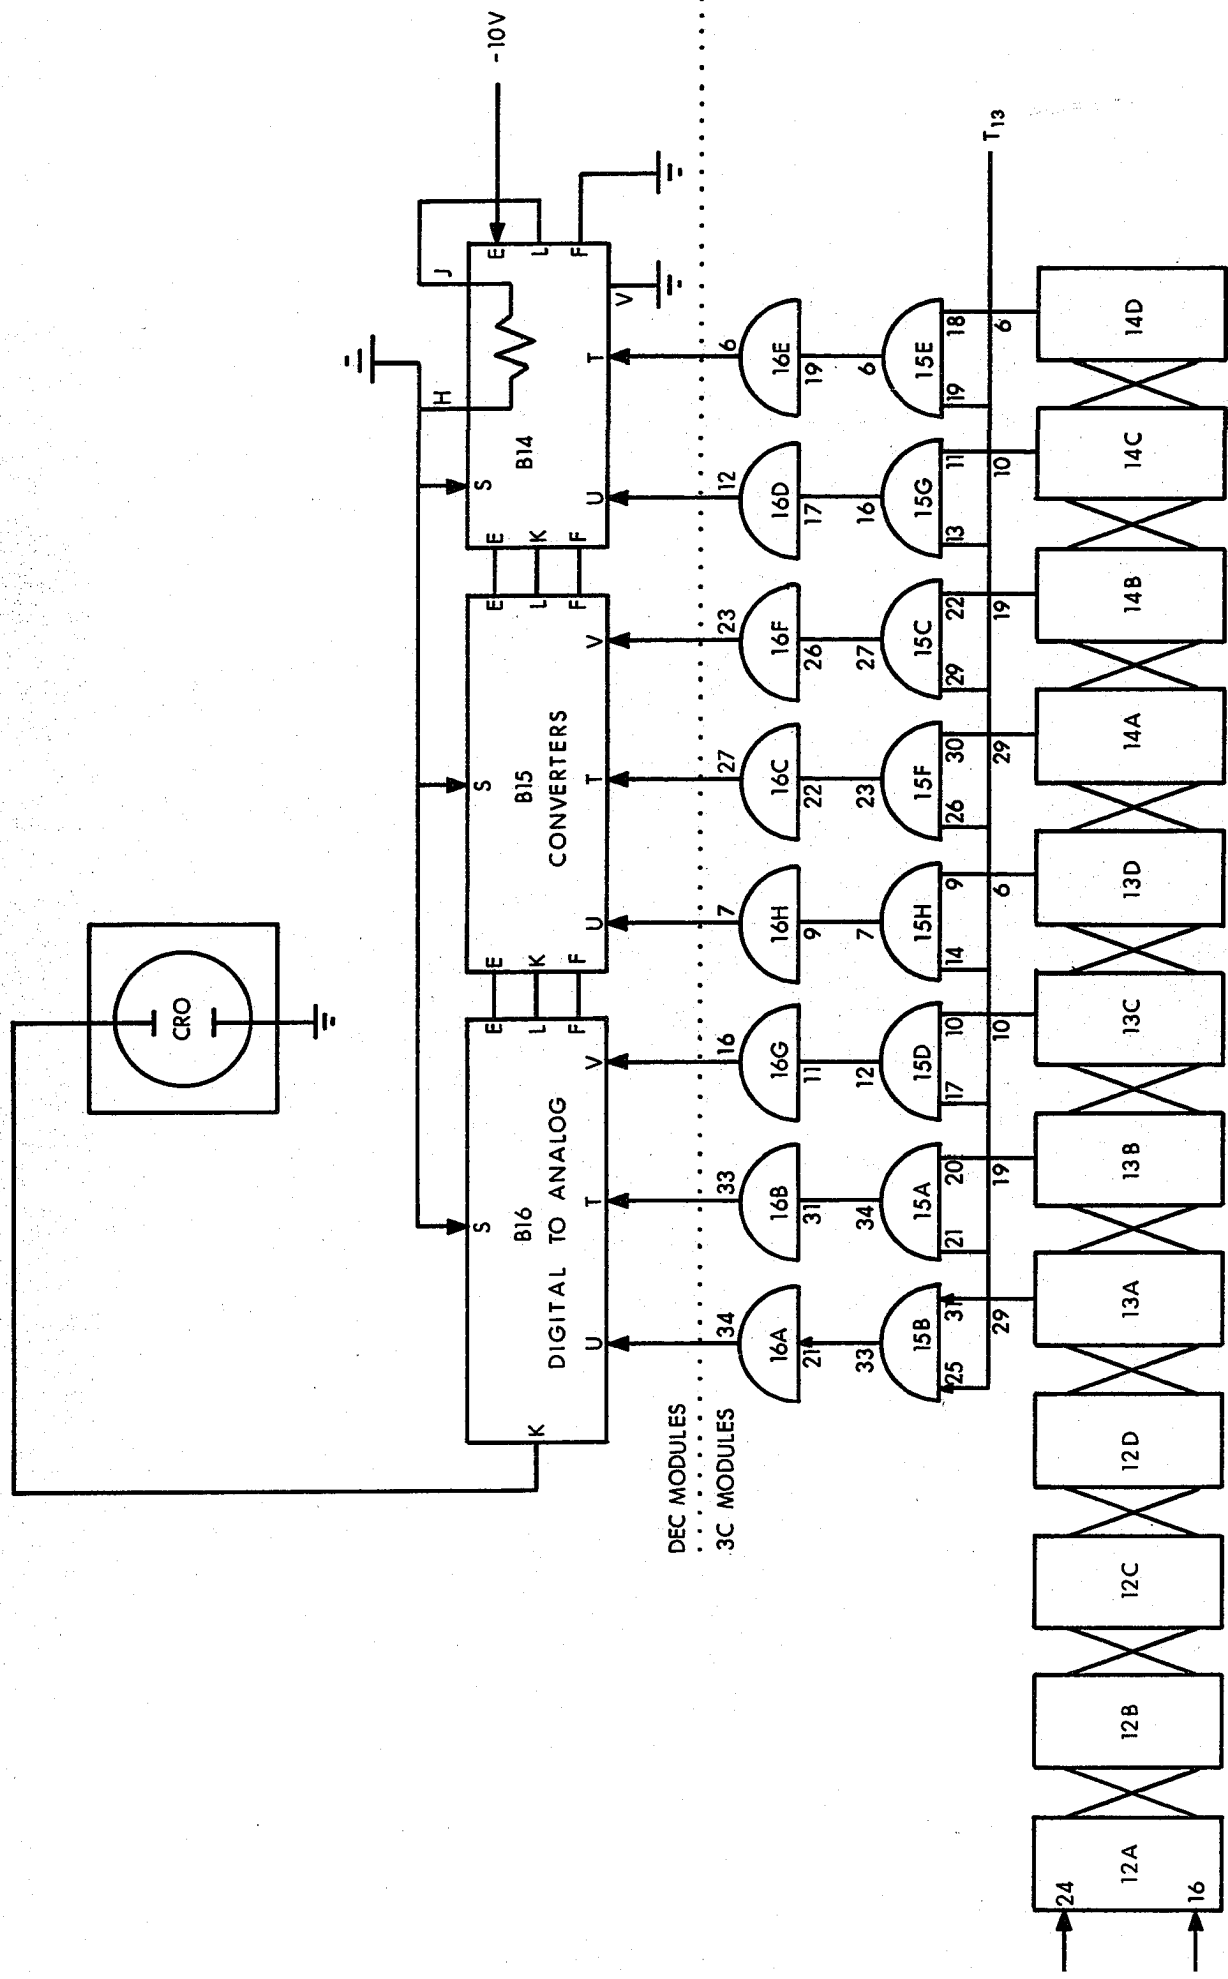 CRO
-10V
S
S
S
H
J
K
B16
E
L
F
E
K
F
B15
E
L
F
E
K
F
B14
E
L
F
DIGITAL TO ANALOG
CONVERTERS
U
T
V
U
T
V
U
T
V
DEC MODULES
3C MODULES
34
33
16
7
27
23
12
6
16A
16B
16G
16H
16C
16F
16D
16E
21
31
11
9
22
26
17
19
33
34
12
7
23
27
16
6
15B
15A
15D
15H
15F
15C
15G
15E
25
31
21
20
17
10
14
9
26
30
29
22
13
11
19
18
T13
29
19
10
6
29
19
10
6
24
16
12A
12B
12C
12D
13A
13B
13C
13D
14A
14B
14C
14D